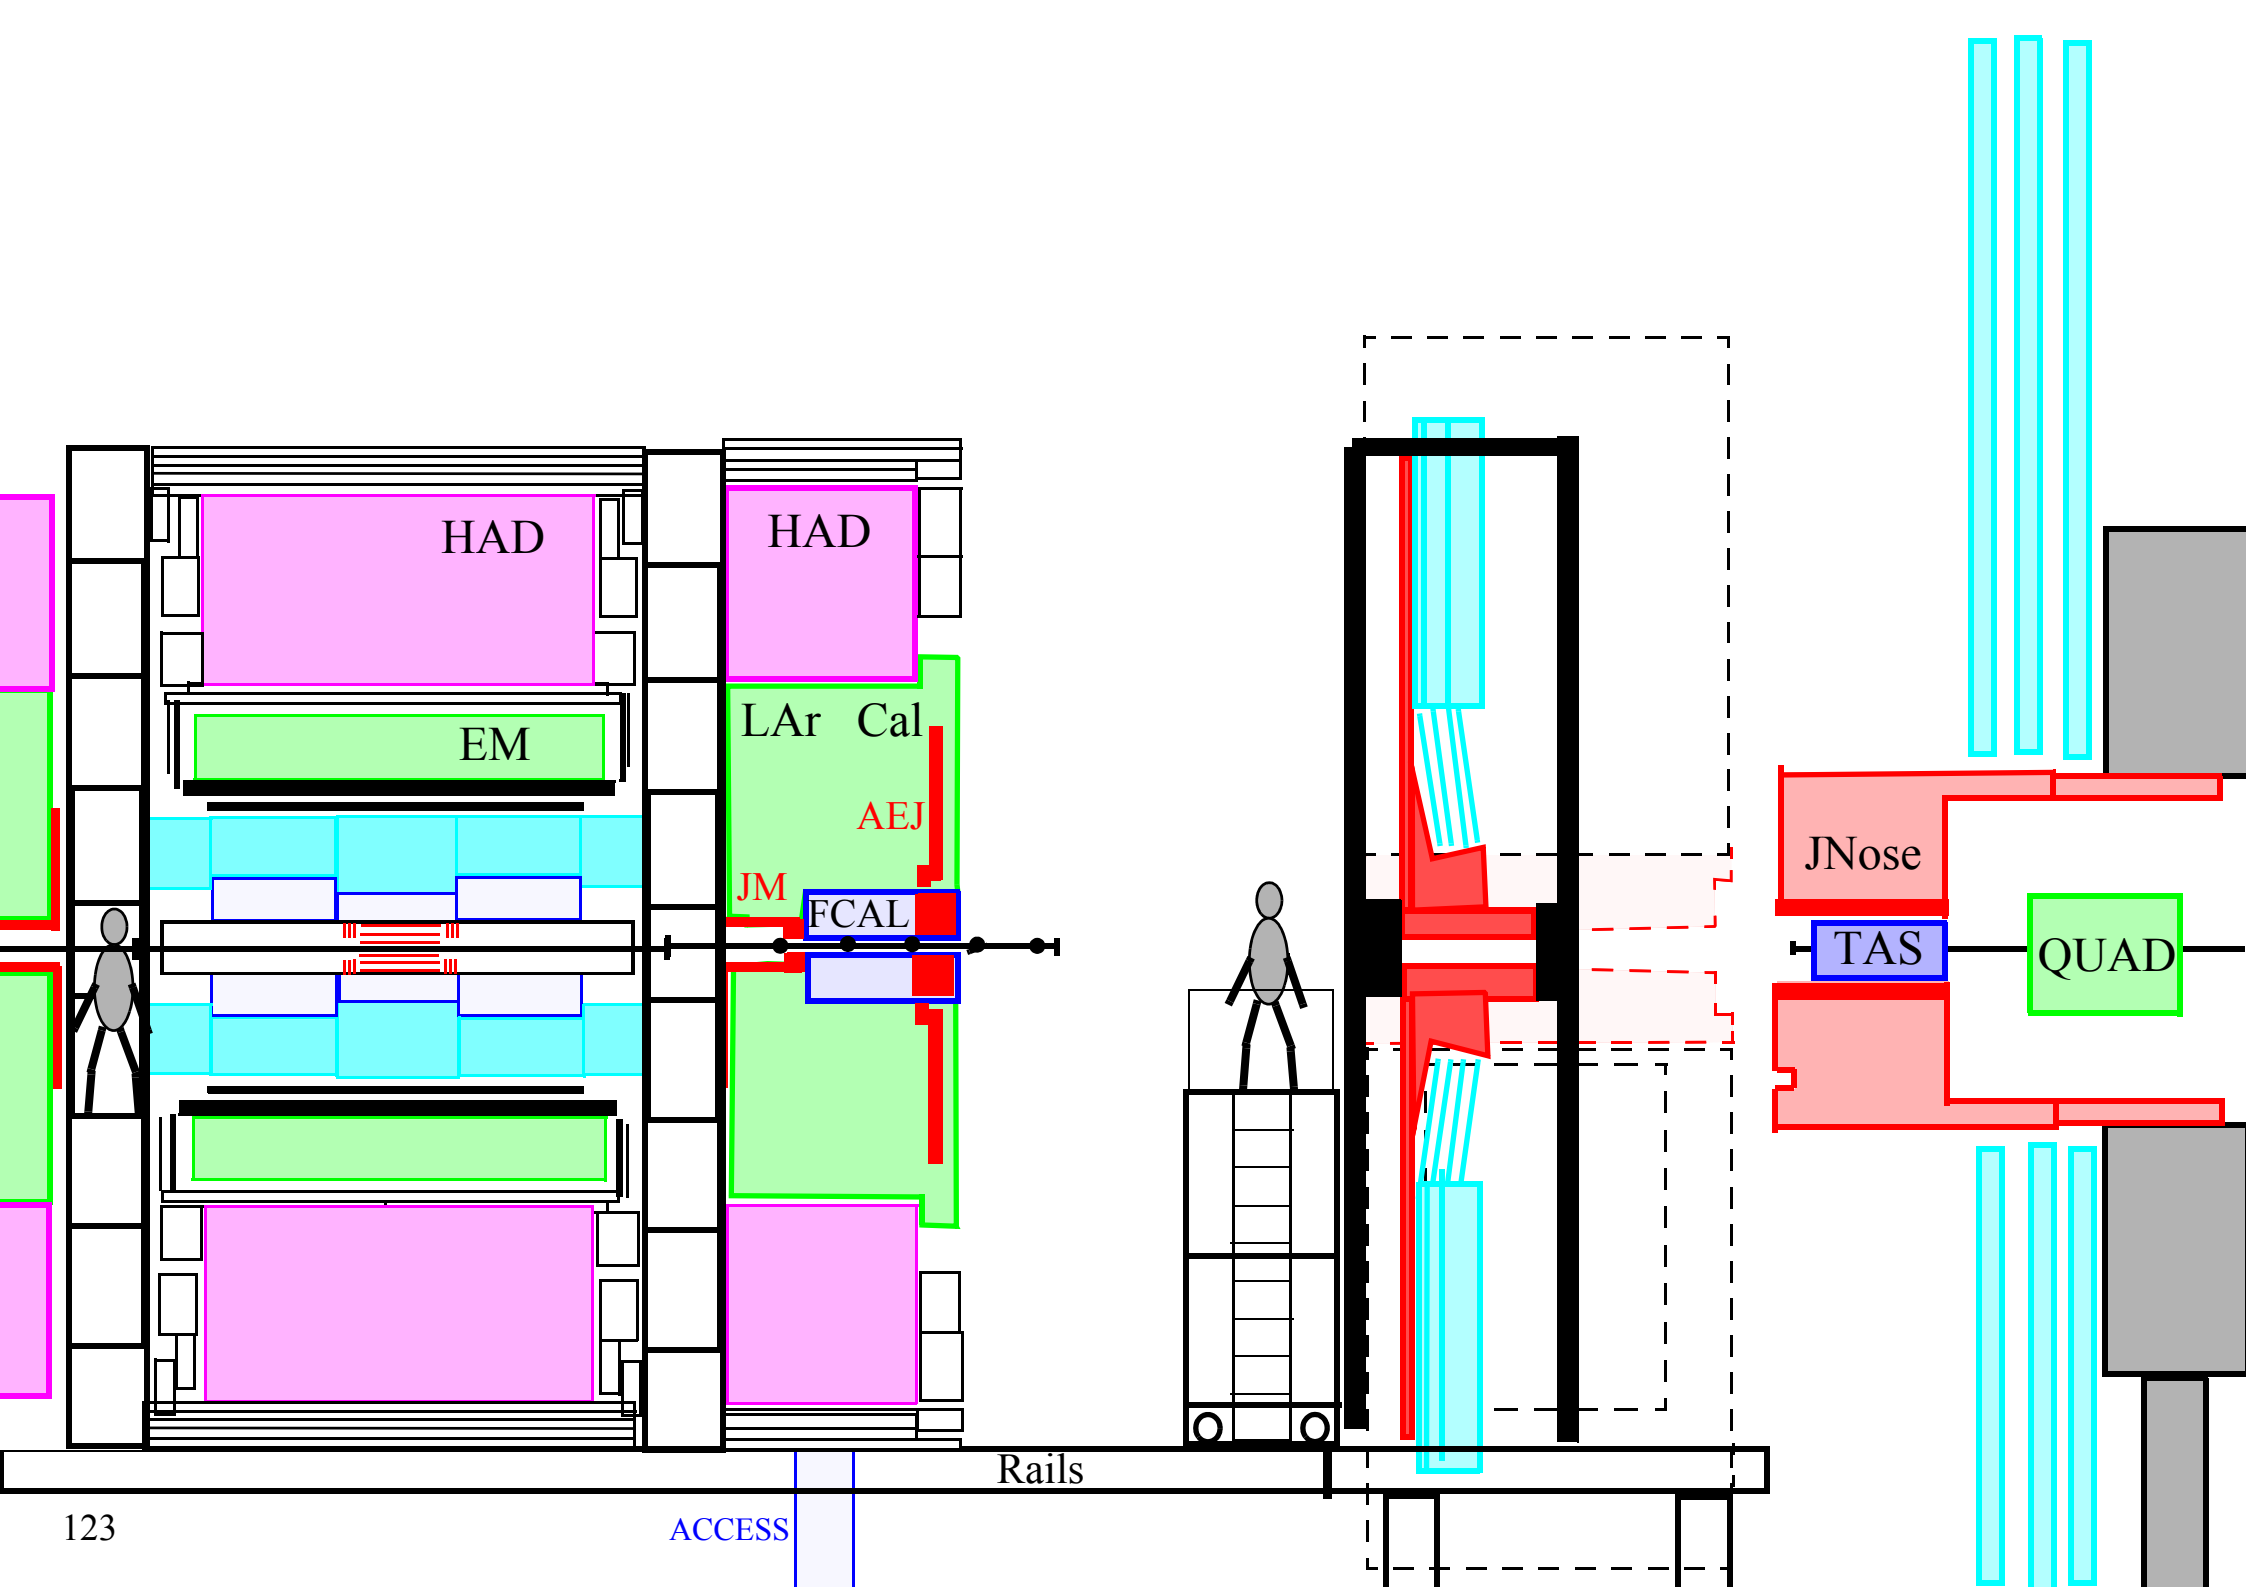 HAD
HAD
LAr Cal
EM
AEJ
JNose
JM
FCAL
TAS
QUAD
Rails
123
ACCESS